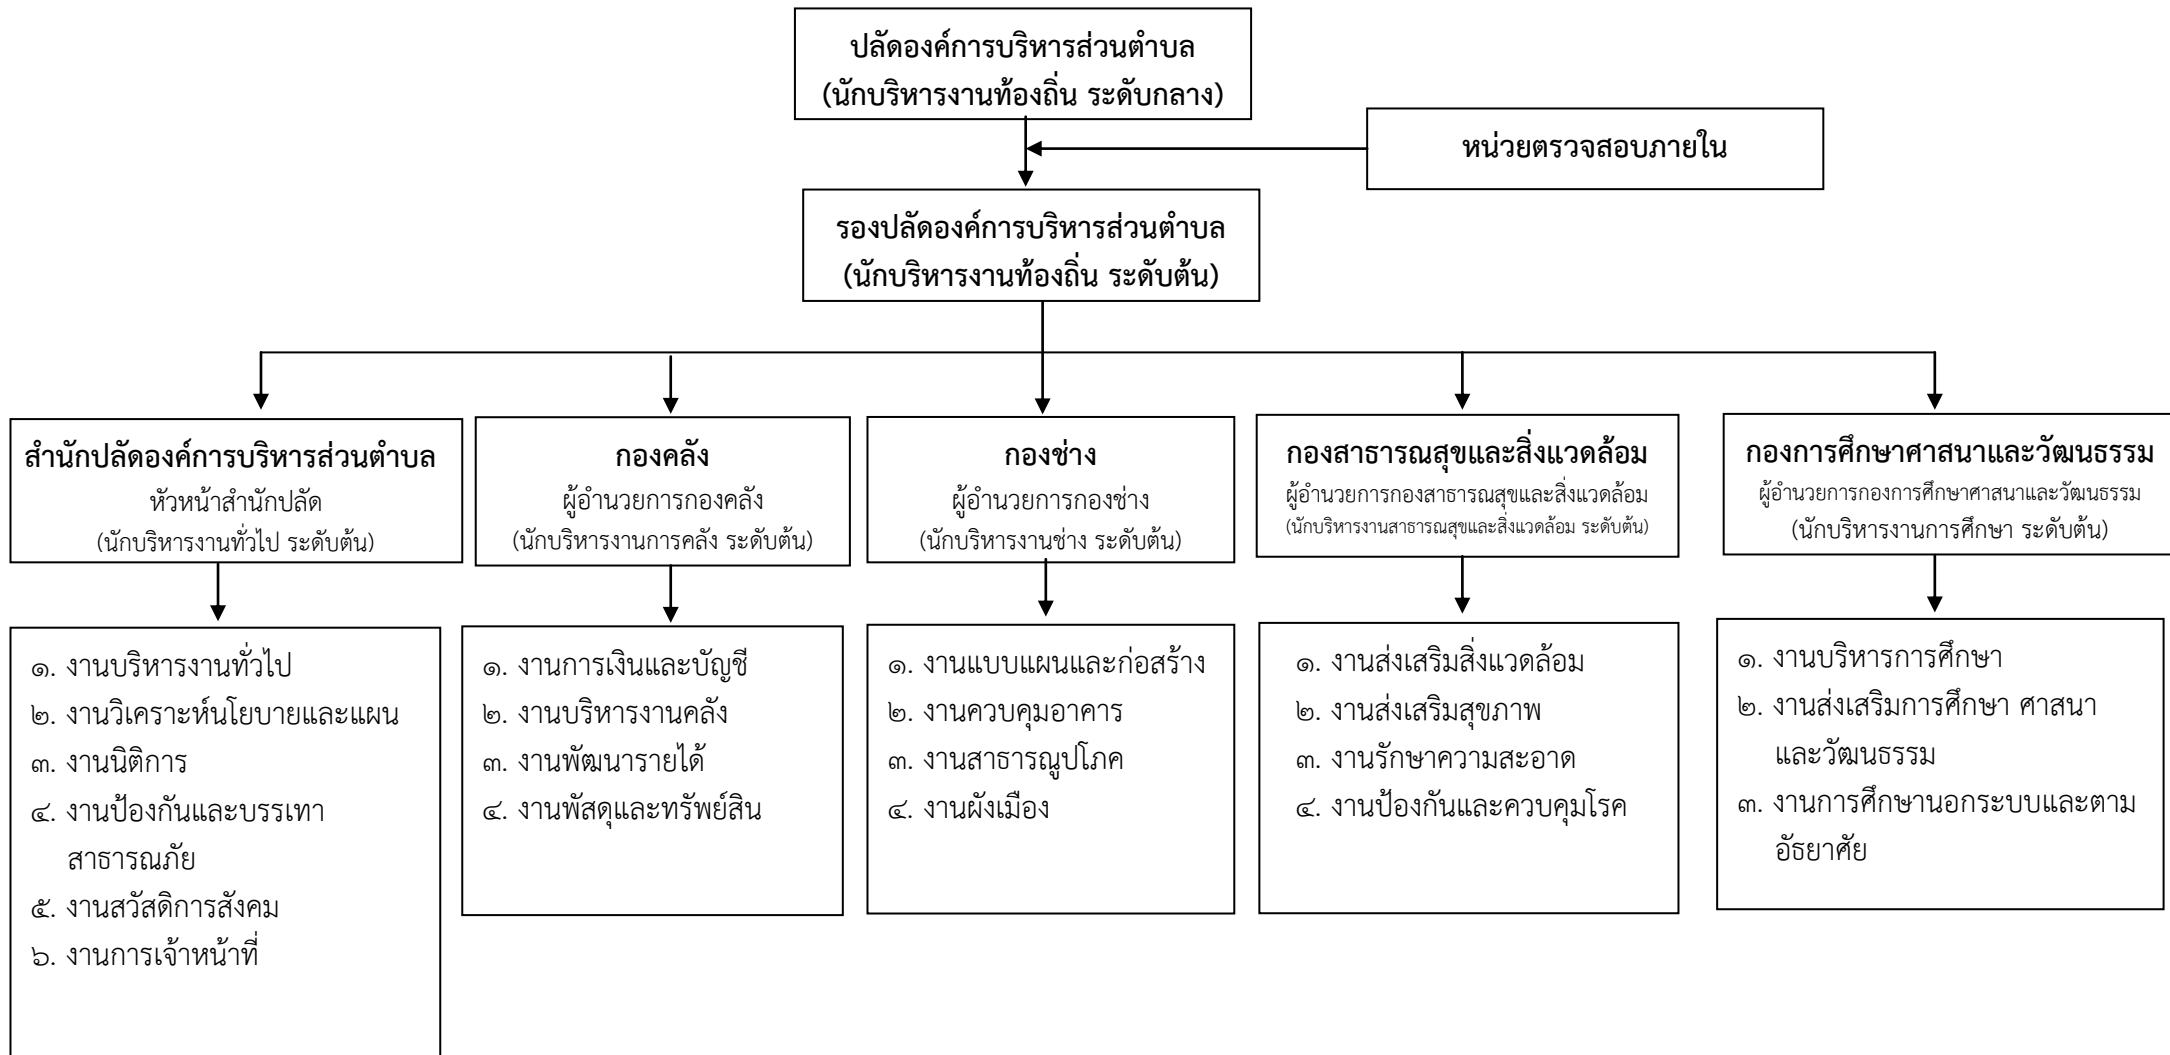 ปลัดองค์การบริหารส่วนตำบล
(นักบริหารงานท้องถิ่น ระดับกลาง)
หน่วยตรวจสอบภายใน
รองปลัดองค์การบริหารส่วนตำบล
(นักบริหารงานท้องถิ่น ระดับต้น)
สำนักปลัดองค์การบริหารส่วนตำบล
หัวหน้าสำนักปลัด
(นักบริหารงานทั่วไป ระดับต้น)
กองคลัง
ผู้อำนวยการกองคลัง
(นักบริหารงานการคลัง ระดับต้น)
กองช่าง
ผู้อำนวยการกองช่าง
(นักบริหารงานช่าง ระดับต้น)
กองสาธารณสุขและสิ่งแวดล้อม
ผู้อำนวยการกองสาธารณสุขและสิ่งแวดล้อม
(นักบริหารงานสาธารณสุขและสิ่งแวดล้อม ระดับต้น)
กองการศึกษาศาสนาและวัฒนธรรม
ผู้อำนวยการกองการศึกษาศาสนาและวัฒนธรรม
(นักบริหารงานการศึกษา ระดับต้น)
๑. งานบริหารงานทั่วไป
๒. งานวิเคราะห์นโยบายและแผน
๓. งานนิติการ
๔. งานป้องกันและบรรเทา
สาธารณภัย
๕. งานสวัสดิการสังคม
๖. งานการเจ้าหน้าที่
๑. งานการเงินและบัญชี
๒. งานบริหารงานคลัง
๓. งานพัฒนารายได้
๔. งานพัสดุและทรัพย์สิน
๑. งานแบบแผนและก่อสร้าง
๒. งานควบคุมอาคาร
๓. งานสาธารณูปโภค
๔. งานผังเมือง
๑. งานส่งเสริมสิ่งแวดล้อม
๒. งานส่งเสริมสุขภาพ
๓. งานรักษาความสะอาด
๔. งานป้องกันและควบคุมโรค
๑. งานบริหารการศึกษา
๒. งานส่งเสริมการศึกษา ศาสนา
และวัฒนธรรม
๓. งานการศึกษานอกระบบและตาม
อัธยาศัย